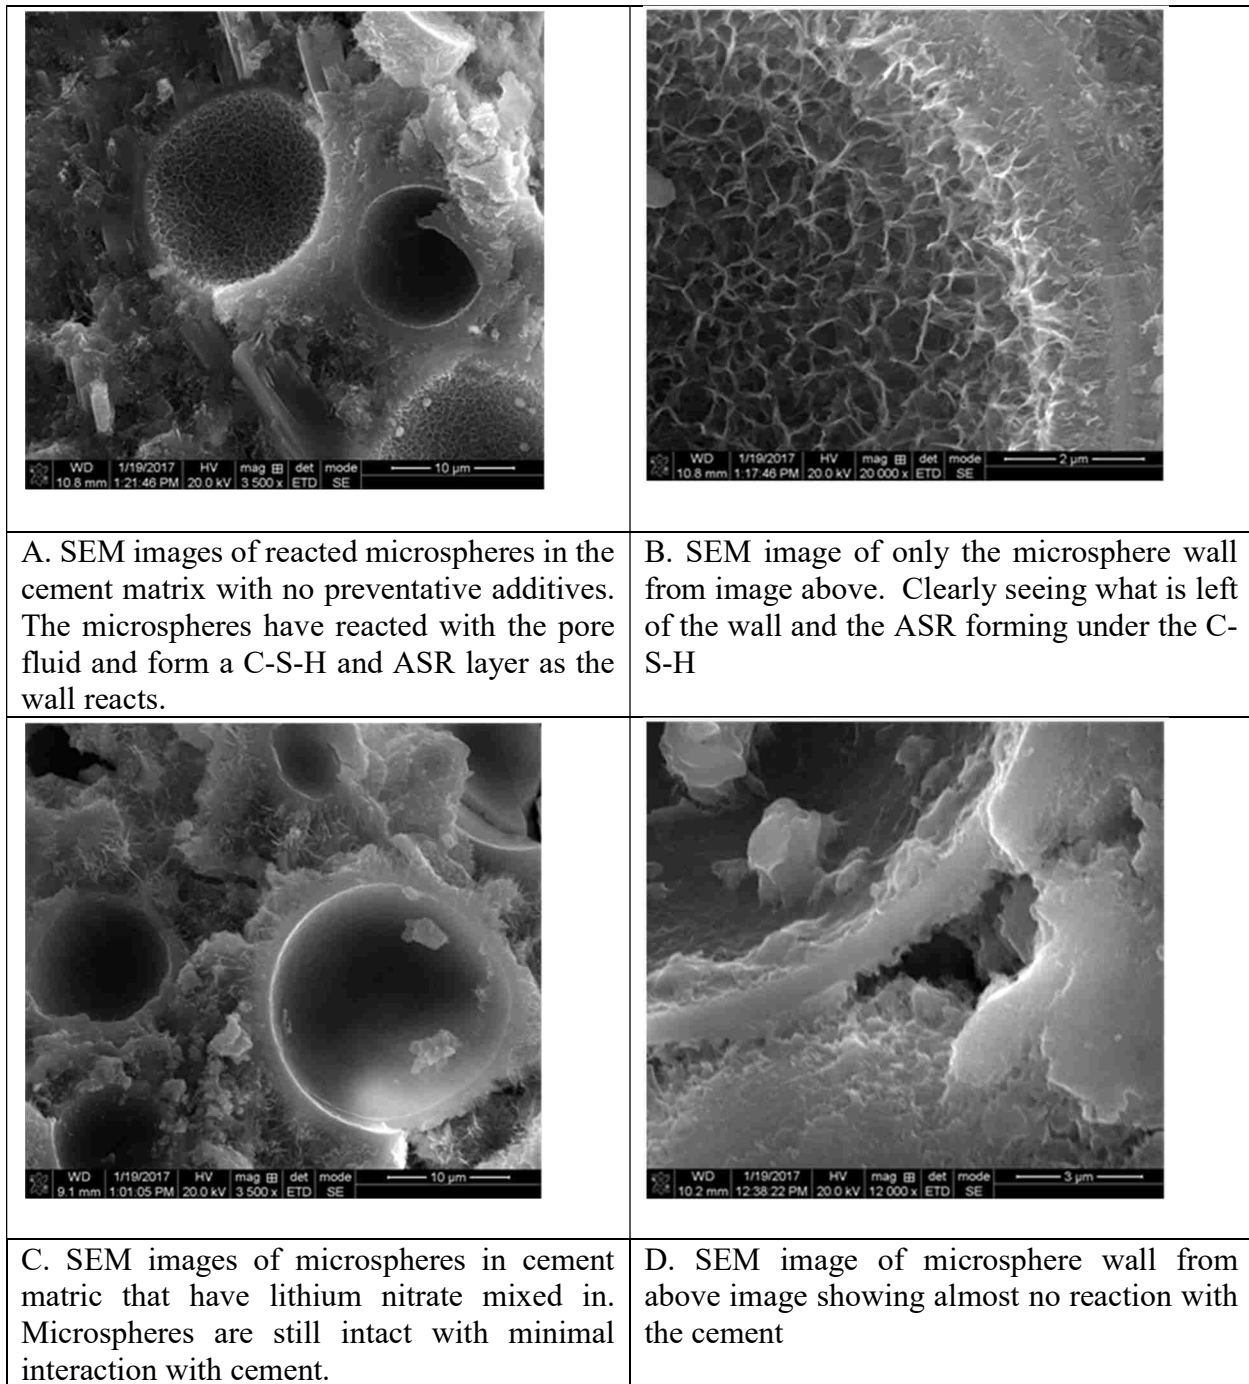 WD 1/19/2017 HV mag ⊞ det mode 10 µm
10.8 mm 1:21:46 PM 20.0 kV 3 500 x ETD SE
WD 1/19/2017 HV mag ⊞ det mode 2 µm
10.8 mm 1:17:46 PM 20.0 kV 20 000 x ETD SE
A. SEM images of reacted microspheres in the
cement matrix with no preventative additives.
The microspheres have reacted with the pore
fluid and form a C-S-H and ASR layer as the
wall reacts.
B. SEM image of only the microsphere wall
from image above. Clearly seeing what is left
of the wall and the ASR forming under the C-
S-H
WD 1/19/2017 HV mag ⊞ det mode 10 µm
9.1 mm 1:01:05 PM 20.0 kV 3 500 x ETD SE
WD 1/19/2017 HV mag ⊞ det mode 3 µm
10.2 mm 12:38:22 PM 20.0 kV 12 000 x ETD SE
C. SEM images of microspheres in cement
matric that have lithium nitrate mixed in.
Microspheres are still intact with minimal
interaction with cement.
D. SEM image of microsphere wall from
above image showing almost no reaction with
the cement